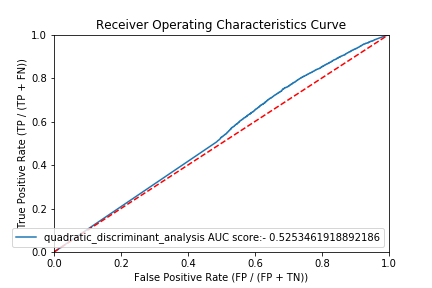 Receiver Operating Characteristics Curve
True Positive Rate (TP / (TP + FN))
1.0
0.8
0.6
0.4
0.2
0.0
quadratic_discriminant_analysis AUC score:- 0.5253461918892186
0.0 0.2 0.4 0.6 0.8 1.0
False Positive Rate (FP / (FP + TN))